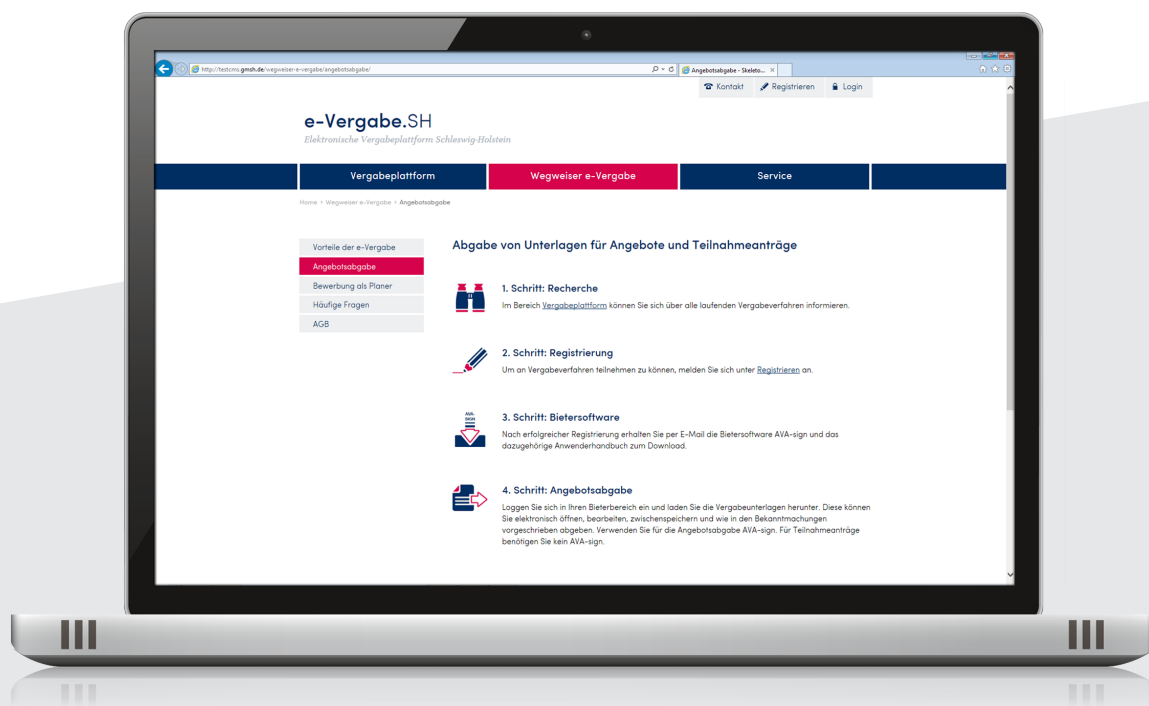 http://testcms.gmsh.de/wegweiser-e-vergabe/angebotsabgabe/
Angebotsabgabe - Skeleto...
Kontakt Registrieren Login
e-Vergabe.SH
Elektronische Vergabeplattform Schleswig-Holstein
Vergabeplattform Wegweiser e-Vergabe Service
Home › Wegweiser e-Vergabe › Angebotsabgabe
Vorteile der e-Vergabe
Angebotsabgabe
Bewerbung als Planer
Häufige Fragen
AGB
Abgabe von Unterlagen für Angebote und Teilnahmeanträge
1. Schritt: Recherche
Im Bereich Vergabeplattform können Sie sich über alle laufenden Vergabeverfahren informieren.
2. Schritt: Registrierung
Um an Vergabeverfahren teilnehmen zu können, melden Sie sich unter Registrieren an.
AVA-
SIGN
3. Schritt: Bietersoftware
Nach erfolgreicher Registrierung erhalten Sie per E-Mail die Bietersoftware AVA-sign und das
dazugehörige Anwenderhandbuch zum Download.
4. Schritt: Angebotsabgabe
Loggen Sie sich in Ihren Bieterbereich ein und laden Sie die Vergabeunterlagen herunter. Diese können
Sie elektronisch öffnen, bearbeiten, zwischenspeichern und wie in den Bekanntmachungen
vorgeschrieben abgeben. Verwenden Sie für die Angebotsabgabe AVA-sign. Für Teilnahmeanträge
benötigen Sie kein AVA-sign.